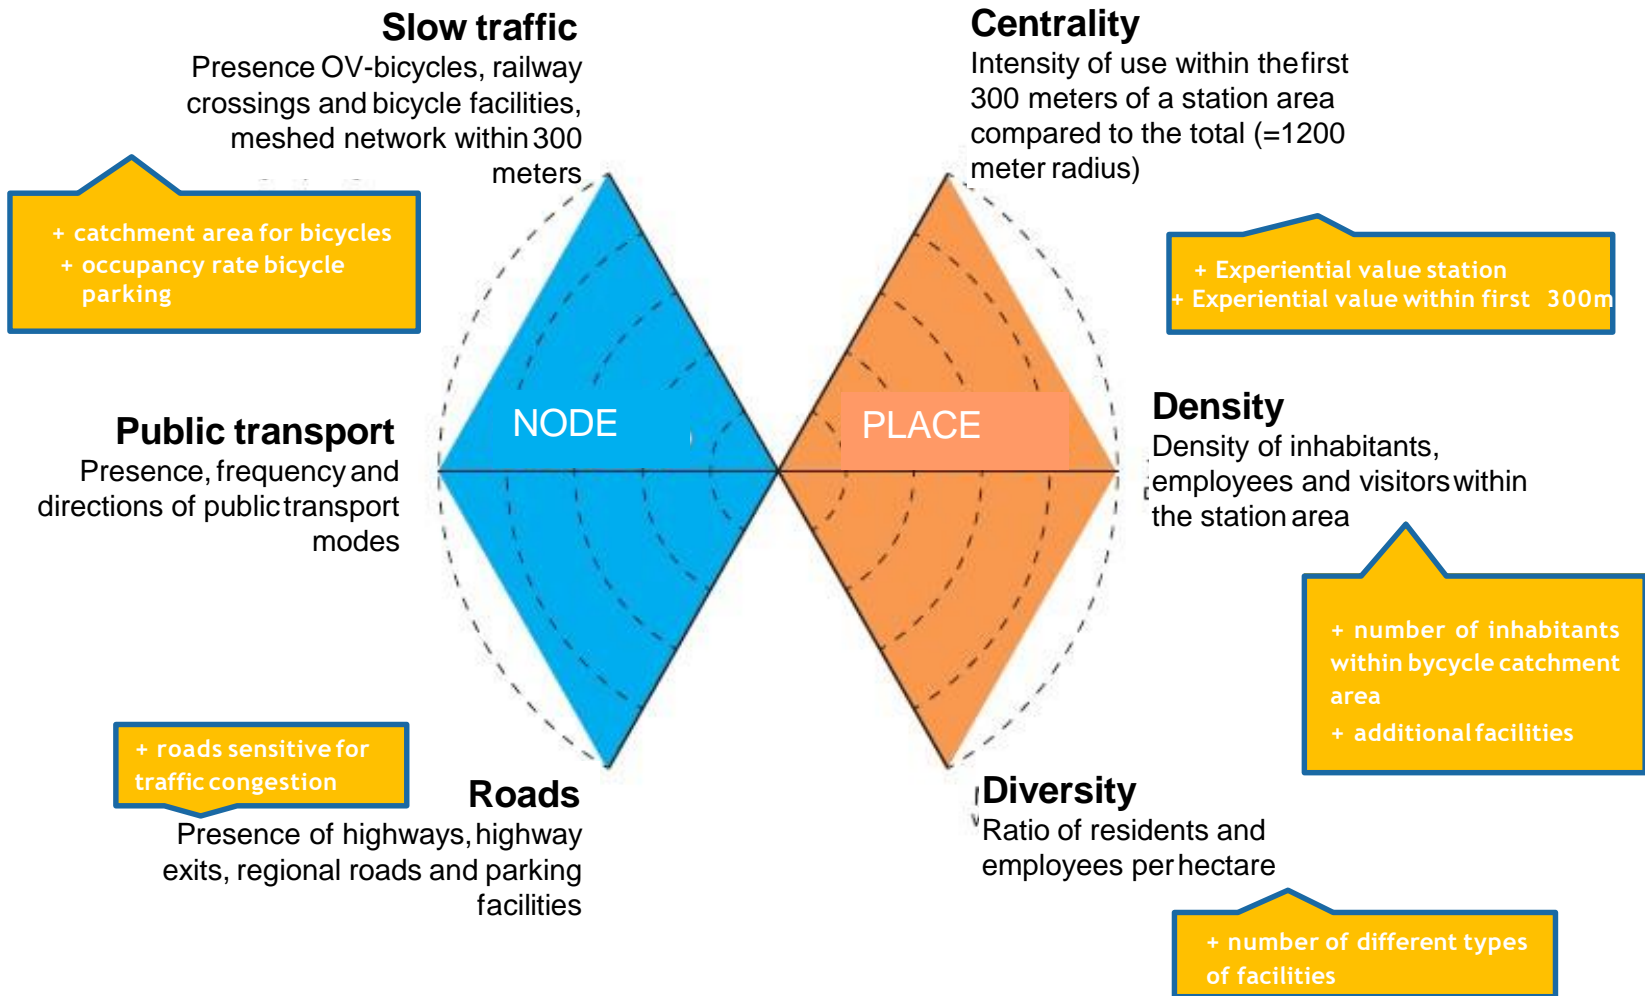 Slow traffic
Presence OV-bicycles, railway
crossings and bicycle facilities,
meshed network within 300
meters
+ catchment area for bicycles
+ occupancy rate bicycle
parking
Public transport
Presence, frequency and
directions of public transport
modes
+ roads sensitive for
traffic congestion
Roads
Presence of highways, highway
exits, regional roads and parking
facilities
NODE
PLACE
Centrality
Intensity of use within the first
300 meters of a station area
compared to the total (=1200
meter radius)
+ Experiential value station
+ Experiential value within first 300m
Density
Density of inhabitants,
employees and visitors within
the station area
+ number of inhabitants
within bycycle catchment
area
+ additional facilities
Diversity
Ratio of residents and
employees per hectare
+ number of different types
of facilities